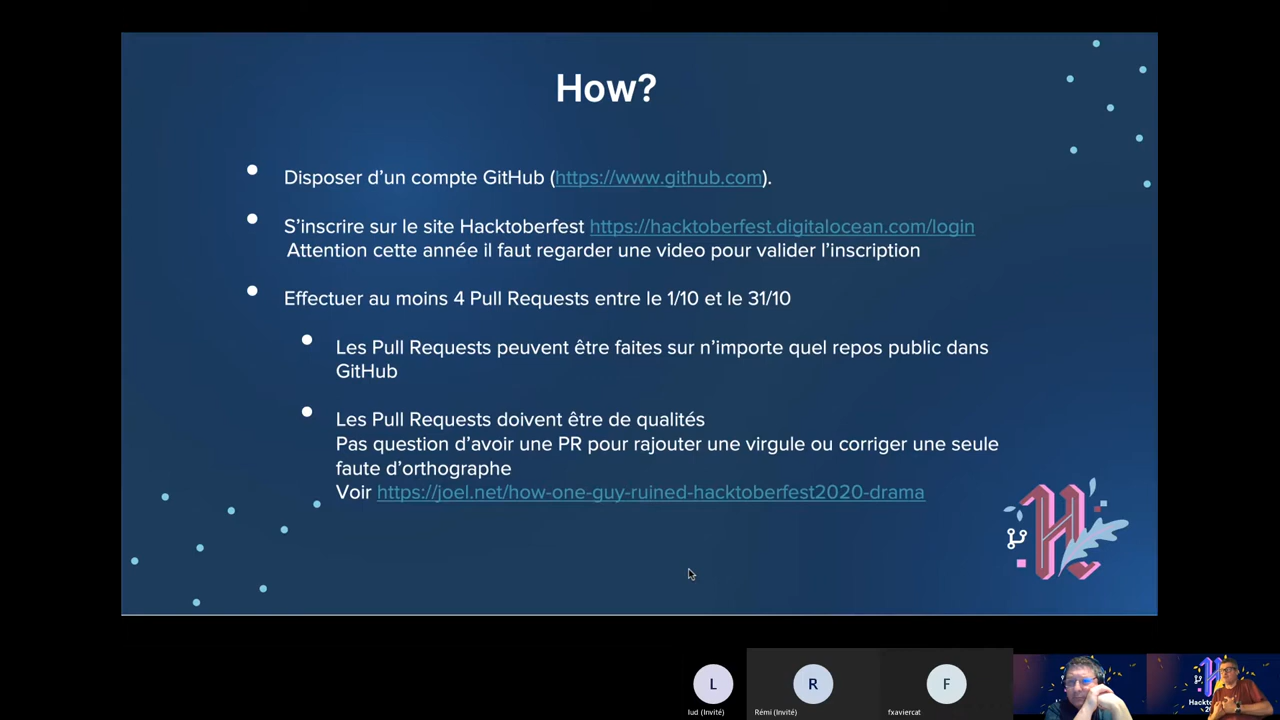 How?
Disposer d’un compte GitHub (https://www.github.com).
S’inscrire sur le site Hacktoberfest https://hacktoberfest.digitalocean.com/login
Attention cette année il faut regarder une video pour valider l’inscription
Effectuer au moins 4 Pull Requests entre le 1/10 et le 31/10
Les Pull Requests peuvent être faites sur n’importe quel repos public dans
GitHub
Les Pull Requests doivent être de qualités
Pas question d’avoir une PR pour rajouter une virgule ou corriger une seule
faute d’orthographe
Voir https://joel.net/how-one-guy-ruined-hacktoberfest2020-drama
H
L
R
F
lud (Invité)
Rémi (Invité)
fxaviercat